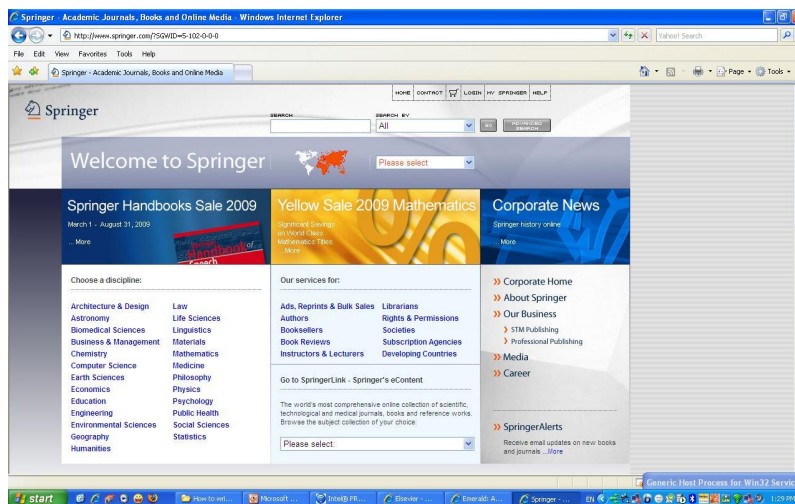 Springer - Academic Journals, Books and Online Media - Windows Internet Explorer
http://www.springer.com/?SGWID=5-102-0-0-0
Yahoo! Search
File Edit View Favorites Tools Help
Springer - Academic Journals, Books and Online Media
Page Tools
HOME CONTACT LOGIN MY SPRINGER HELP
Springer
SEARCH SEARCH BY
All GO ADVANCED SEARCH
Welcome to Springer Please select
Springer Handbooks Sale 2009
March 1 - August 31, 2009
... More
Handbook of
Speech
Yellow Sale 2009 Mathematics
Significant Savings
on World Class
Mathematics Titles
... More
Corporate News
Springer history online
... More
Choose a discipline:
Architecture & Design
Astronomy
Biomedical Sciences
Business & Management
Chemistry
Computer Science
Earth Sciences
Economics
Education
Engineering
Environmental Sciences
Geography
Humanities
Law
Life Sciences
Linguistics
Materials
Mathematics
Medicine
Philosophy
Physics
Psychology
Public Health
Social Sciences
Statistics
Our services for:
Ads, Reprints & Bulk Sales
Authors
Booksellers
Book Reviews
Instructors & Lecturers
Librarians
Rights & Permissions
Societies
Subscription Agencies
Developing Countries
Go to SpringerLink - Springer's eContent
The world's most comprehensive online collection of scientific,
technological and medical journals, books and reference works.
Browse the subject collection of your choice:
Please select:
Corporate Home
About Springer
Our Business
STM Publishing
Professional Publishing
Media
Career
SpringerAlerts
Receive email updates on new books
and journals ...More
Generic Host Process for Win32 Servic
start
How to wri...
Microsoft ...
Intel® PR...
Elsevier - ...
Emerald: A...
Springer - ...
EN
1:29 PM